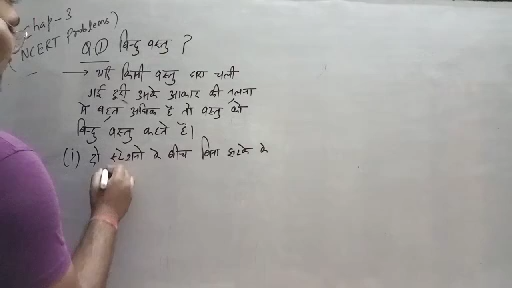 Chap-3
(NCERT Problems)
Q① बिन्दु वस्तु ?
→ यदि किसी वस्तु द्वारा चली
गई दूरी उसके आकार की तुलना
में बहुत अधिक है तो वस्तु को
बिन्दु वस्तु कहते हैं।
(i) दो स्टेशनों के बीच बिना झटके के